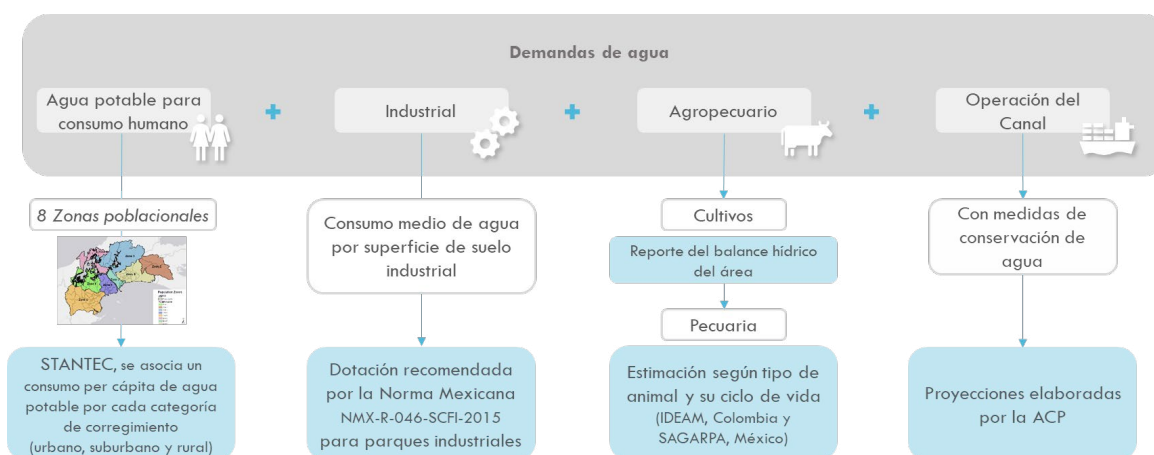 Demandas de agua
Agua potable para
consumo humano
Industrial
Agropecuario
Operación del
Canal
8 Zonas poblacionales
Consumo medio de agua
por superficie de suelo
industrial
Cultivos
Reporte del balance hídrico
del área
Pecuaria
Con medidas de
conservación de
agua
STANTEC, se asocia un
consumo per cápita de agua
potable por cada categoría
de corregimiento
(urbano, suburbano y rural)
Dotación recomendada
por la Norma Mexicana
NMX-R-046-SCFI-2015
para parques industriales
Estimación según tipo de
animal y su ciclo de vida
(IDEAM, Colombia y
SAGARPA, México)
Proyecciones elaboradas
por la ACP